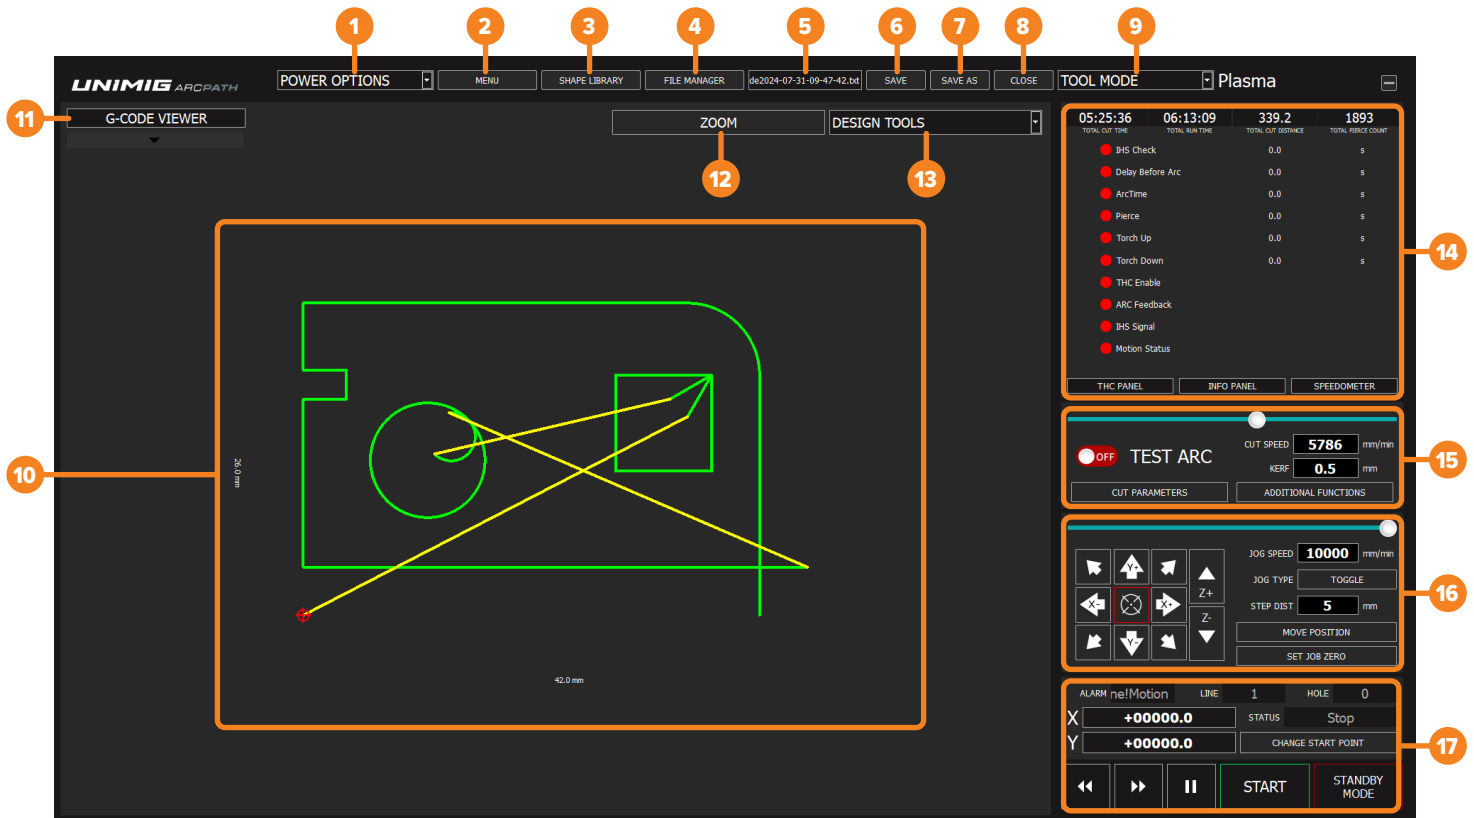 1 2 3 4 5 6 7 8 9
UNIMIG ARCPATH POWER OPTIONS MENU SHAPE LIBRARY FILE MANAGER de2024-07-31-09-47-42.txt SAVE SAVE AS CLOSE TOOL MODE Plasma
11 G-CODE VIEWER ZOOM DESIGN TOOLS
12 13
10
26.0 mm
42.0 mm
05:25:36 06:13:09 339.2 1893
TOTAL CUT TIME TOTAL RUN TIME TOTAL CUT DISTANCE TOTAL PIERCE COUNT
IHS Check 0.0 s
Delay Before Arc 0.0 s
ArcTime 0.0 s
Pierce 0.0 s
Torch Up 0.0 s
14
Torch Down 0.0 s
THC Enable
ARC Feedback
IHS Signal
Motion Status
THC PANEL INFO PANEL SPEEDOMETER
CUT SPEED 5786 mm/min
OFF TEST ARC
15
KERF 0.5 mm
CUT PARAMETERS ADDITIONAL FUNCTIONS
JOG SPEED 10000 mm/min
Y+
JOG TYPE TOGGLE
Z+
16
X- X+ STEP DIST 5 mm
Z-
MOVE POSITION
Y-
SET JOB ZERO
ALARM ne!Motion LINE 1 HOLE 0
X +00000.0 STATUS Stop
Y +00000.0 CHANGE START POINT
17
START STANDBY
MODE